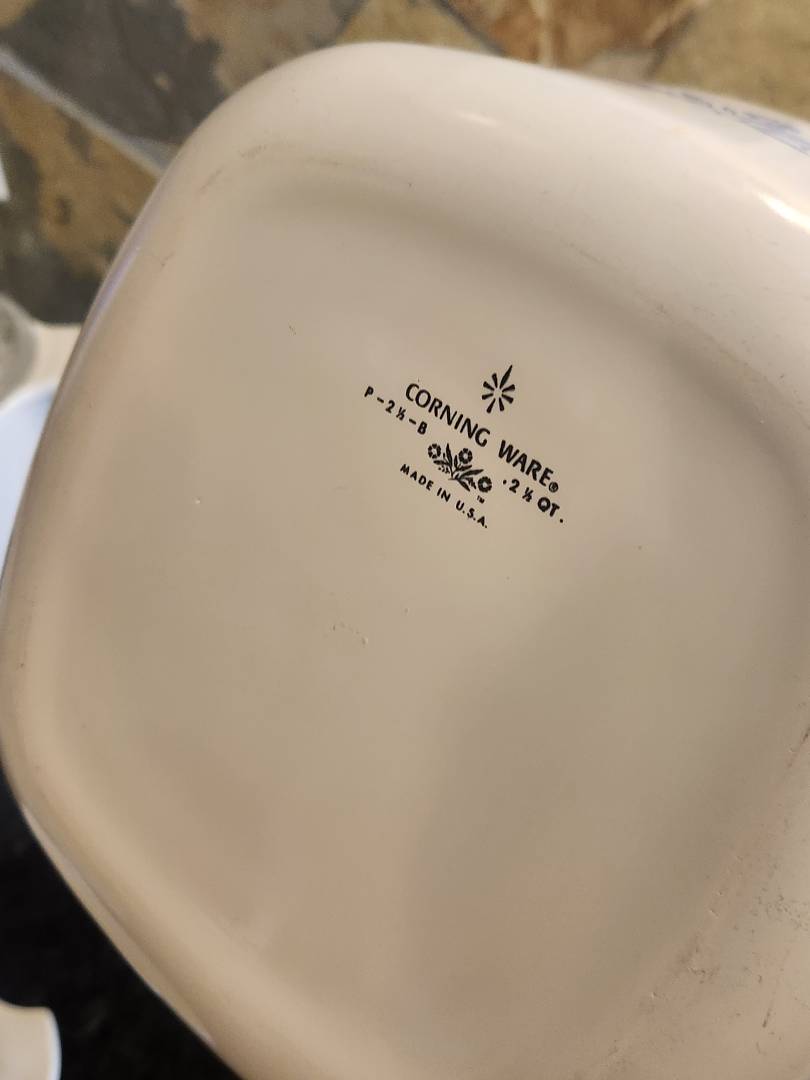 CORNING WARE®
P-2½-B · 2½ QT.
™
MADE IN U.S.A.